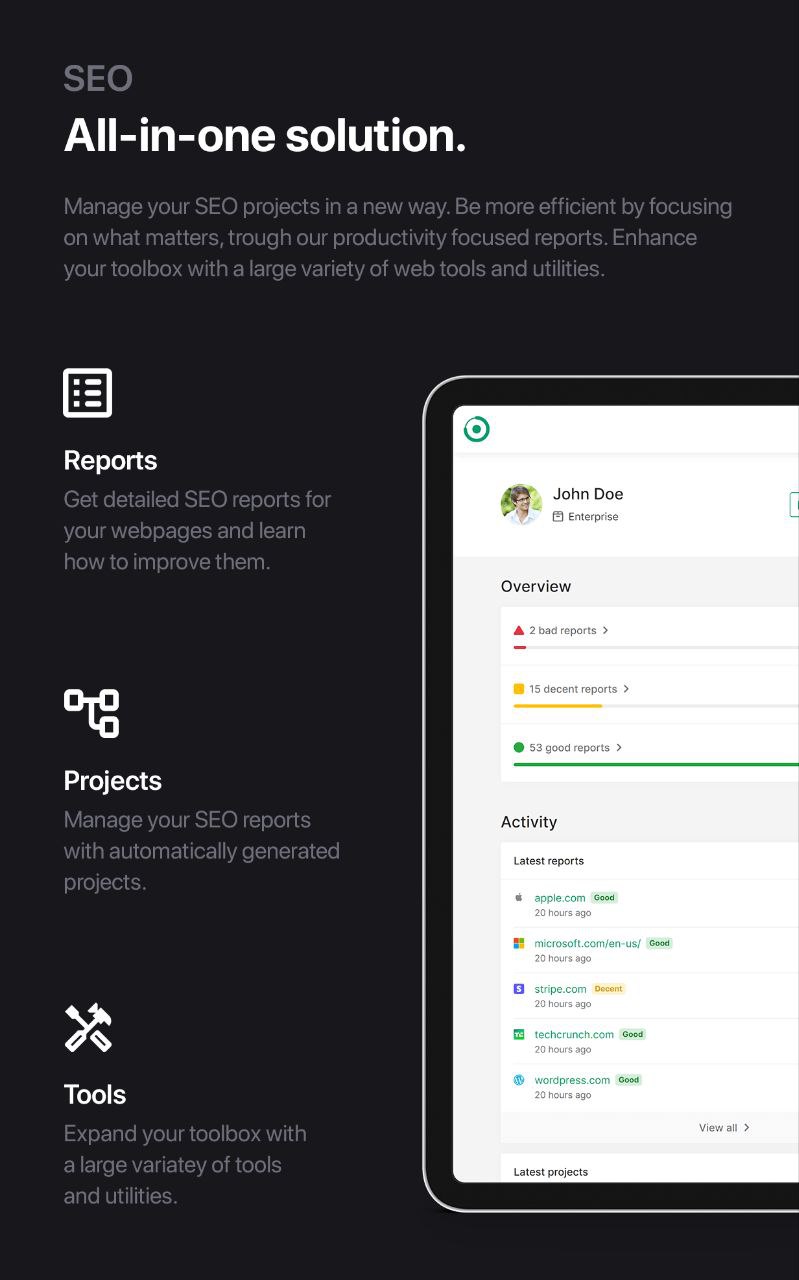 SEO
All-in-one solution.
Manage your SEO projects in a new way. Be more efficient by focusing
on what matters, trough our productivity focused reports. Enhance
your toolbox with a large variety of web tools and utilities.
Reports
Get detailed SEO reports for
your webpages and learn
how to improve them.
Projects
Manage your SEO reports
with automatically generated
projects.
Tools
Expand your toolbox with
a large variatey of tools
and utilities.
John Doe
Enterprise
Overview
2 bad reports
15 decent reports
53 good reports
Activity
Latest reports
apple.com Good
20 hours ago
microsoft.com/en-us/ Good
20 hours ago
stripe.com Decent
20 hours ago
techcrunch.com Good
20 hours ago
wordpress.com Good
20 hours ago
View all
Latest projects